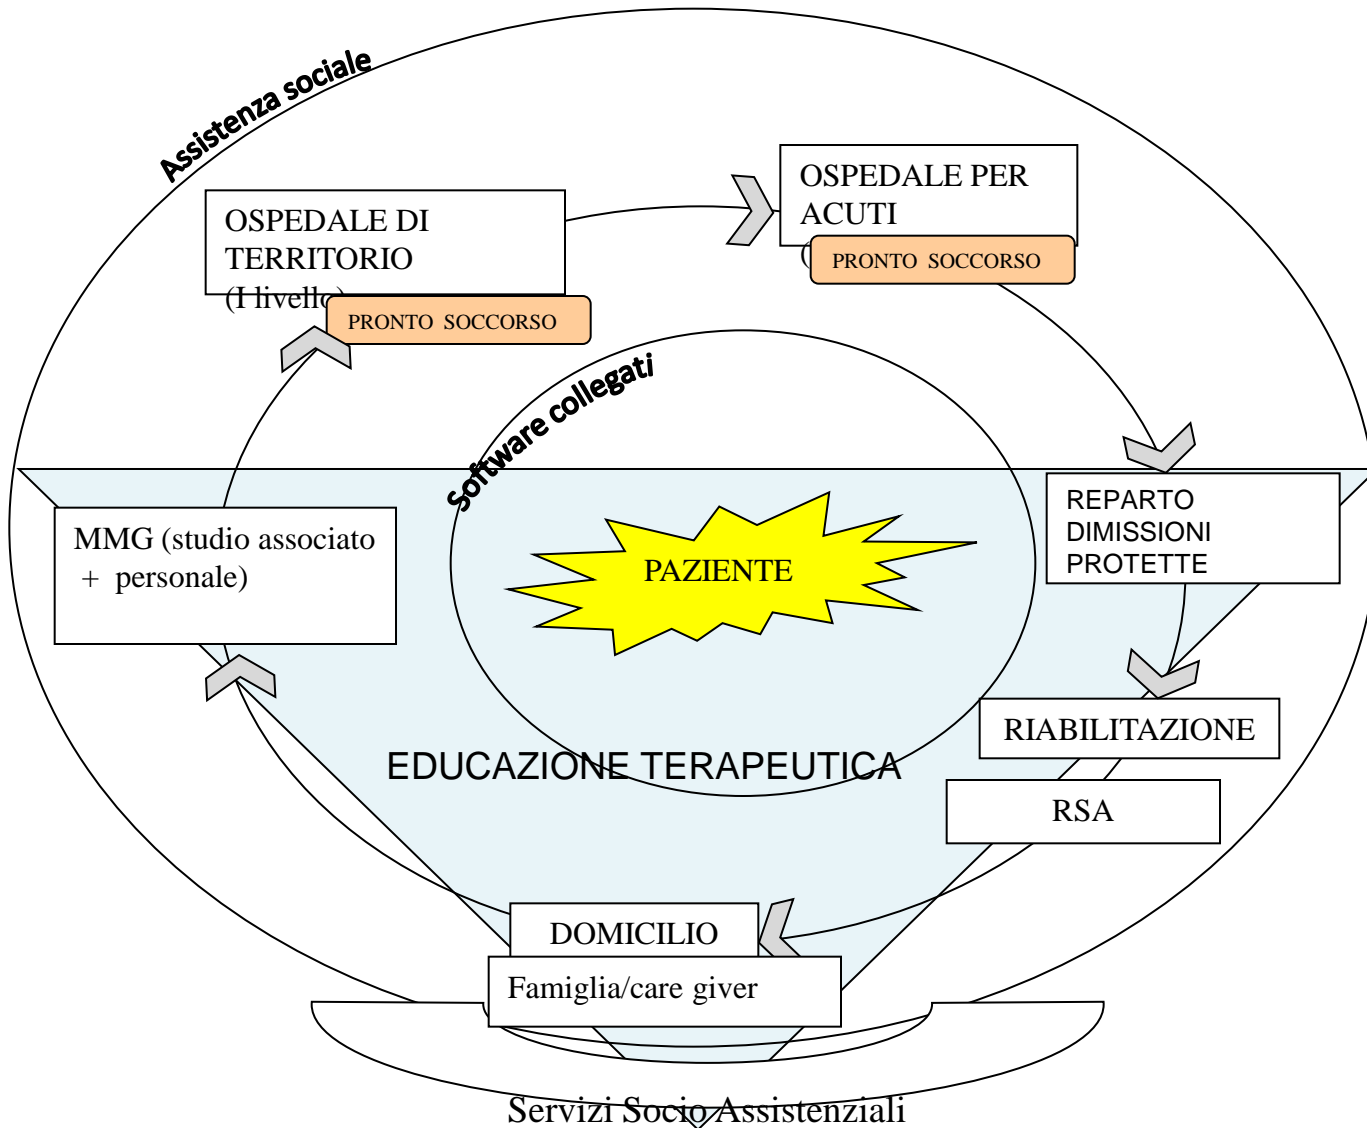 Assistenza sociale
OSPEDALE DI
TERRITORIO
(I livello)
PRONTO SOCCORSO
OSPEDALE PER
ACUTI
(
PRONTO SOCCORSO
Software collegati
MMG (studio associato
+ personale)
PAZIENTE
REPARTO
DIMISSIONI
PROTETTE
RIABILITAZIONE
EDUCAZIONE TERAPEUTICA
RSA
DOMICILIO
Famiglia/care giver
Servizi Socio Assistenziali